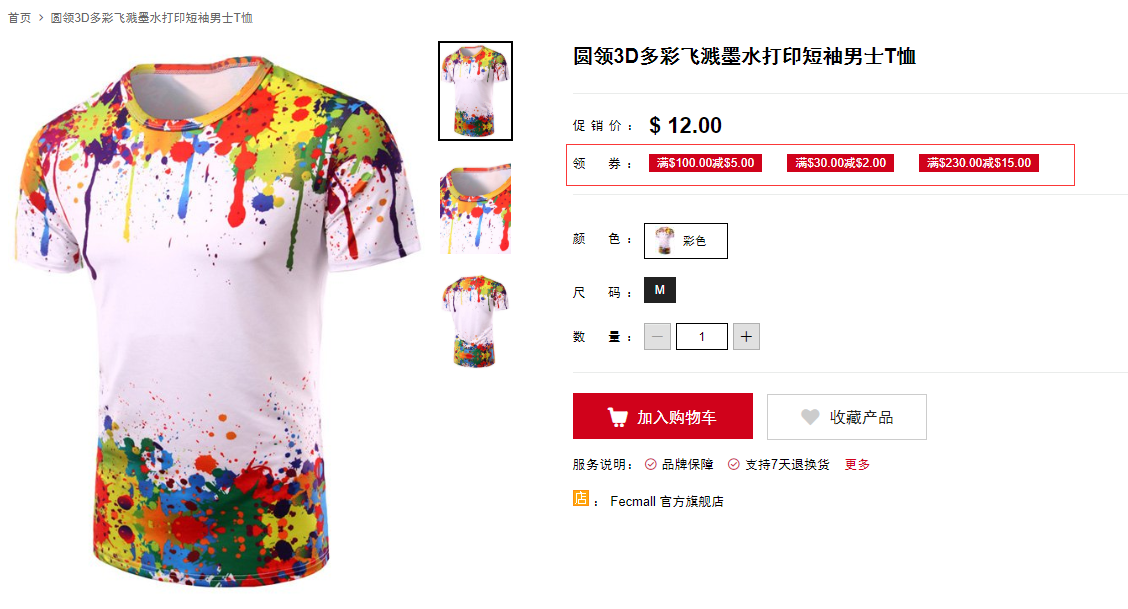 首页 > 圆领3D多彩飞溅墨水打印短袖男士T恤
圆领3D多彩飞溅墨水打印短袖男士T恤
促销价： $ 12.00
领 券： 满$100.00减$5.00 满$30.00减$2.00 满$230.00减$15.00
颜 色： 彩色
尺 码： M
数 量： — 1 +
加入购物车 收藏产品
服务说明： 品牌保障 支持7天退换货 更多
店： Fecmall 官方旗舰店